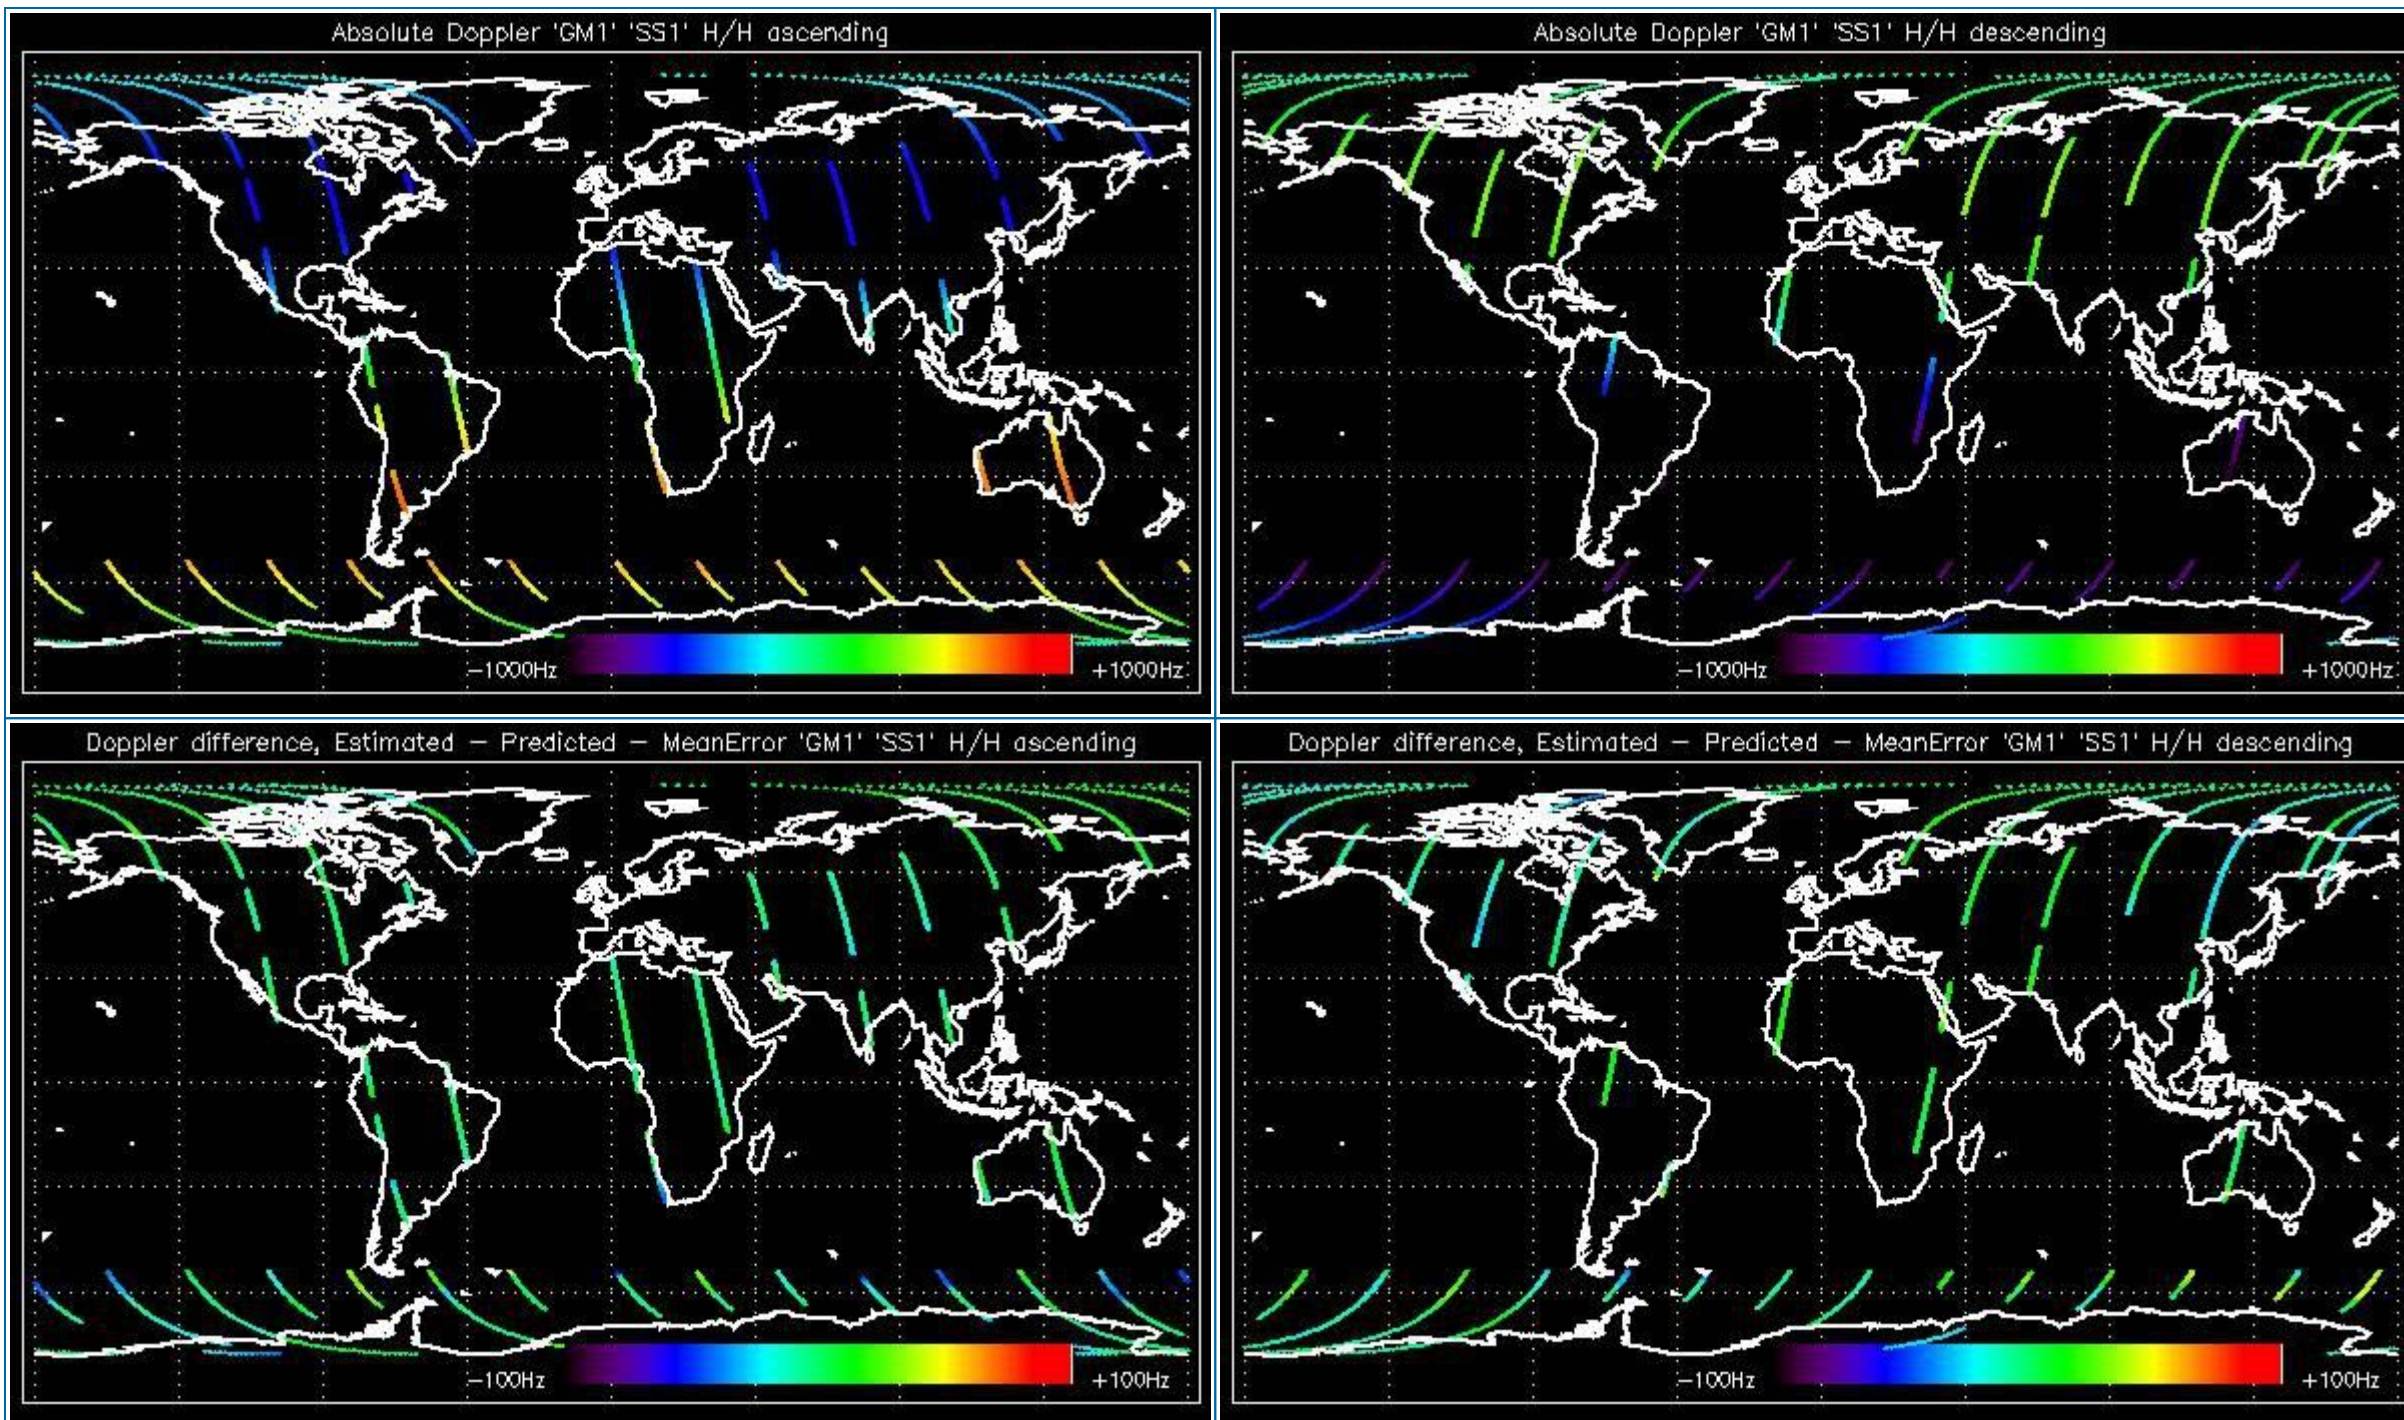 Absolute Doppler 'GM1' 'SS1' H/H ascending
−1000Hz
+1000Hz
Absolute Doppler 'GM1' 'SS1' H/H descending
−1000Hz
+1000Hz
Doppler difference, Estimated − Predicted − MeanError 'GM1' 'SS1' H/H ascending
−100Hz
+100Hz
Doppler difference, Estimated − Predicted − MeanError 'GM1' 'SS1' H/H descending
−100Hz
+100Hz